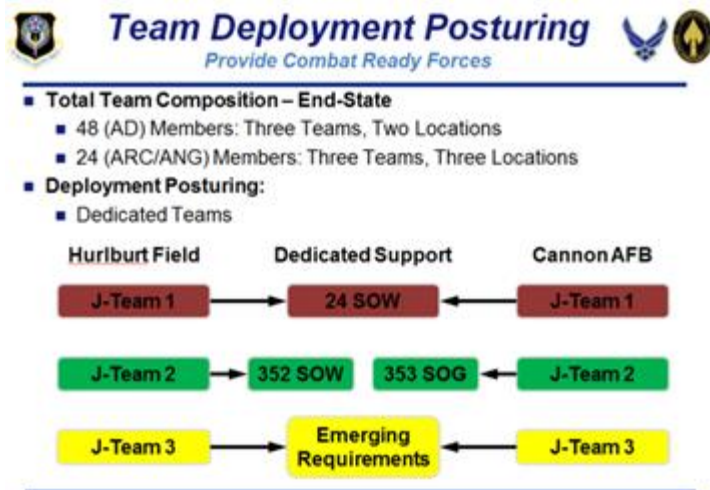 Team Deployment Posturing
Provide Combat Ready Forces
Total Team Composition – End-State
48 (AD) Members: Three Teams, Two Locations
24 (ARC/ANG) Members: Three Teams, Three Locations
Deployment Posturing:
Dedicated Teams
Hurlburt Field Dedicated Support Cannon AFB
J-Team 1 24 SOW J-Team 1
J-Team 2 352 SOW 353 SOG J-Team 2
J-Team 3 Emerging Requirements J-Team 3